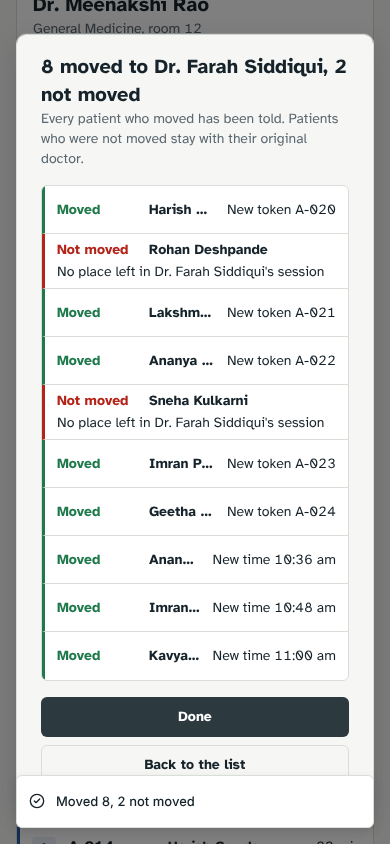 Dr. Meenakshi Rao
General Medicine, room 12
8 moved to Dr. Farah Siddiqui, 2
not moved
Every patient who moved has been told. Patients
who were not moved stay with their original
doctor.
Moved Harish ... New token A-020
Not moved Rohan Deshpande
No place left in Dr. Farah Siddiqui's session
Moved Lakshm... New token A-021
Moved Ananya ... New token A-022
Not moved Sneha Kulkarni
No place left in Dr. Farah Siddiqui's session
Moved Imran P... New token A-023
Moved Geetha ... New token A-024
Moved Anan... New time 10:36 am
Moved Imran... New time 10:48 am
Moved Kavya... New time 11:00 am
Done
Back to the list
Moved 8, 2 not moved